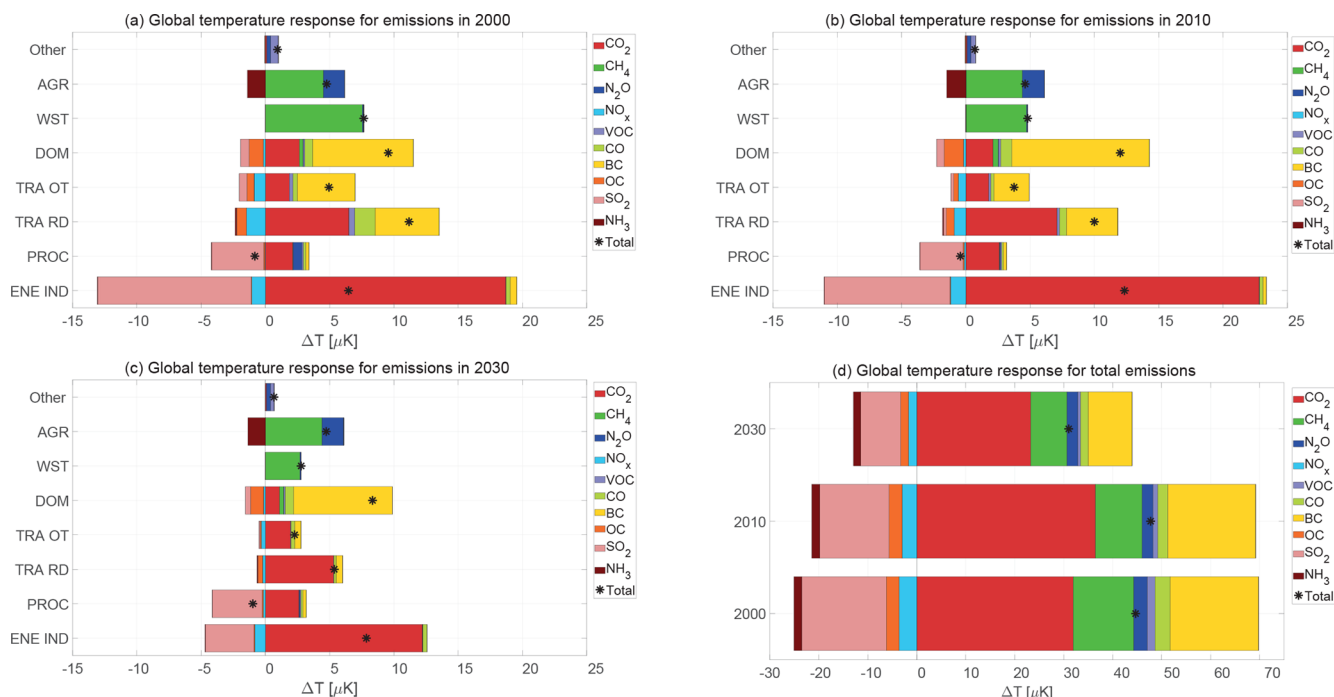 (a) Global temperature response for emissions in 2000
Other
AGR
WST
DOM
TRA OT
TRA RD
PROC
ENE IND
-15 -10 -5 0 5 10 15 20 25
ΔT [μK]
CO2
CH4
N2O
NOx
VOC
CO
BC
OC
SO2
NH3
* Total
(b) Global temperature response for emissions in 2010
Other
AGR
WST
DOM
TRA OT
TRA RD
PROC
ENE IND
-15 -10 -5 0 5 10 15 20 25
ΔT [μK]
CO2
CH4
N2O
NOx
VOC
CO
BC
OC
SO2
NH3
* Total
(c) Global temperature response for emissions in 2030
Other
AGR
WST
DOM
TRA OT
TRA RD
PROC
ENE IND
-15 -10 -5 0 5 10 15 20 25
ΔT [μK]
CO2
CH4
N2O
NOx
VOC
CO
BC
OC
SO2
NH3
* Total
(d) Global temperature response for total emissions
2030
2010
2000
-30 -20 -10 0 10 20 30 40 50 60 70
ΔT [μK]
CO2
CH4
N2O
NOx
VOC
CO
BC
OC
SO2
NH3
* Total